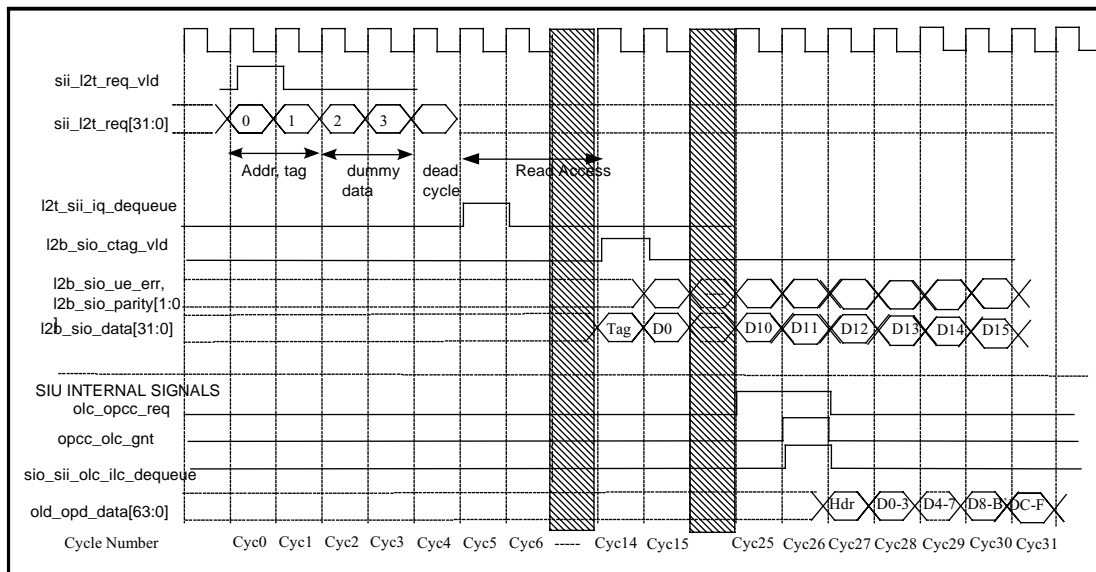 sii_l2t_req_vld
sii_l2t_req[31:0]
0 1 2 3
Addr, tag
dummy
data
dead
cycle
Read Access
l2t_sii_iq_dequeue
l2b_sio_ctag_vld
l2b_sio_ue_err,
l2b_sio_parity[1:0
]
l2b_sio_data[31:0]
Tag D0 --- D10 D11 D12 D13 D14 D15
SIU INTERNAL SIGNALS
olc_opcc_req
opcc_olc_gnt
sio_sii_olc_ilc_dequeue
old_opd_data[63:0]
Hdr D0-3 D4-7 D8-B DC-F
Cycle Number Cyc0 Cyc1 Cyc2 Cyc3 Cyc4 Cyc5 Cyc6 ----- Cyc14 Cyc15 Cyc25 Cyc26 Cyc27 Cyc28 Cyc29 Cyc30 Cyc31